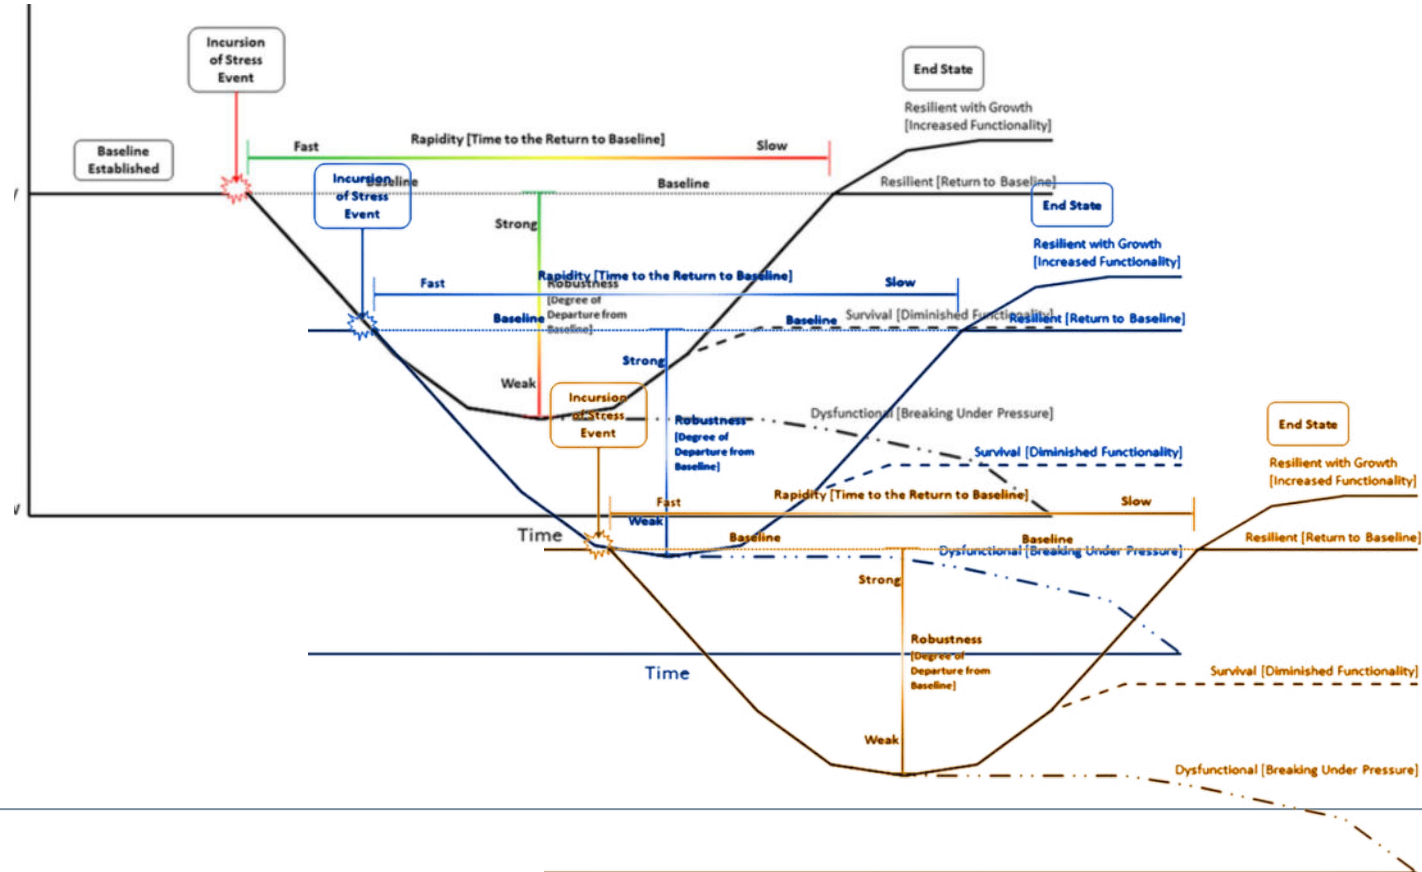 Incursion
of Stress
Event
End State
Resilient with Growth
[Increased Functionality]
Baseline
Established
Fast
Rapidity [Time to the Return to Baseline]
Slow
Baseline
Baseline
Resilient [Return to Baseline]
Strong
Robustness
[Degree of
Departure from
Baseline]
Weak
Survival [Diminished Functionality]
Dysfunctional [Breaking Under Pressure]
Time
Incursion
of Stress
Event
End State
Resilient with Growth
[Increased Functionality]
Fast
Rapidity [Time to the Return to Baseline]
Slow
Baseline
Baseline
Resilient [Return to Baseline]
Strong
Robustness
[Degree of
Departure from
Baseline]
Weak
Survival [Diminished Functionality]
Dysfunctional [Breaking Under Pressure]
Time
Incursion
of Stress
Event
End State
Resilient with Growth
[Increased Functionality]
Fast
Rapidity [Time to the Return to Baseline]
Slow
Baseline
Baseline
Resilient [Return to Baseline]
Strong
Robustness
[Degree of
Departure from
Baseline]
Weak
Survival [Diminished Functionality]
Dysfunctional [Breaking Under Pressure]